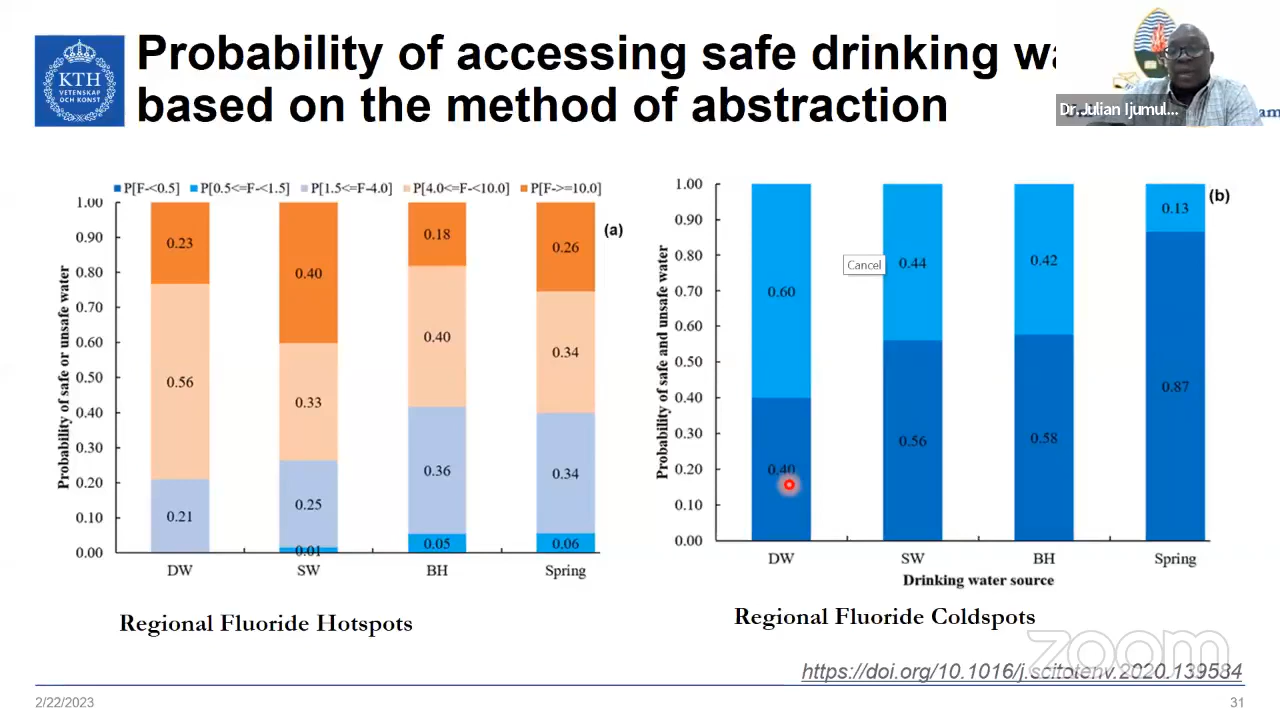 Probability of accessing safe drinking wa
based on the method of abstraction
KTH
VETENSKAP
OCH KONST
Dr.Julian Ijumul...
P[F-<0.5] P[0.5<=F-<1.5] P[1.5<=F-4.0] P[4.0<=F-<10.0] P[F->=10.0]
(a)
Probability of safe or unsafe water
1.00
0.90
0.80
0.70
0.60
0.50
0.40
0.30
0.20
0.10
0.00
0.23
0.56
0.21
0.40
0.33
0.25
0.01
0.18
0.40
0.36
0.05
0.26
0.34
0.34
0.06
DW SW BH Spring
Regional Fluoride Hotspots
(b)
Probability of safe and unsafe water
1.00
0.90
0.80
0.70
0.60
0.50
0.40
0.30
0.20
0.10
0.00
0.60
0.40
Cancel
0.44
0.56
0.42
0.58
0.13
0.87
DW SW BH Spring
Drinking water source
Regional Fluoride Coldspots
zoom
https://doi.org/10.1016/j.scitotenv.2020.139584
2/22/2023
31